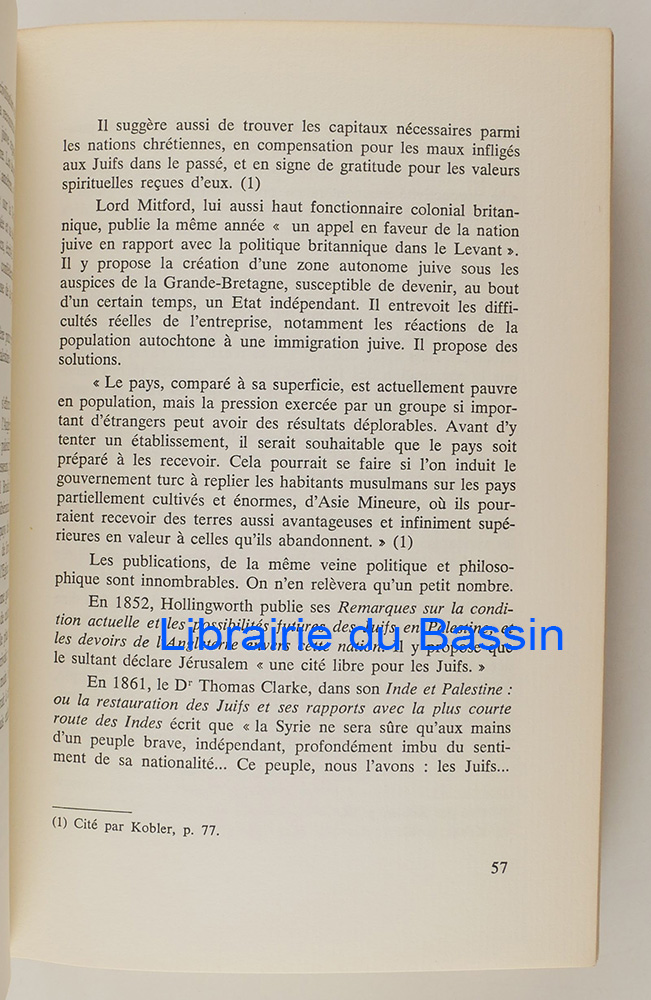 Il suggère aussi de trouver les capitaux nécessaires parmi
les nations chrétiennes, en compensation pour les maux infligés
aux Juifs dans le passé, et en signe de gratitude pour les valeurs
spirituelles reçues d'eux. (1)
Lord Mitford, lui aussi haut fonctionnaire colonial britan-
nique, publie la même année « un appel en faveur de la nation
juive en rapport avec la politique britannique dans le Levant ».
Il y propose la création d'une zone autonome juive sous les
auspices de la Grande-Bretagne, susceptible de devenir, au bout
d'un certain temps, un Etat indépendant. Il entrevoit les diffi-
cultés réelles de l'entreprise, notamment les réactions de la
population autochtone à une immigration juive. Il propose des
solutions.
« Le pays, comparé à sa superficie, est actuellement pauvre
en population, mais la pression exercée par un groupe si impor-
tant d'étrangers peut avoir des résultats déplorables. Avant d'y
tenter un établissement, il serait souhaitable que le pays soit
préparé à les recevoir. Cela pourrait se faire si l'on induit le
gouvernement turc à replier les habitants musulmans sur les pays
partiellement cultivés et énormes, d'Asie Mineure, où ils pour-
raient recevoir des terres aussi avantageuses et infiniment supé-
rieures en valeur à celles qu'ils abandonnent. » (1)
Les publications, de la même veine politique et philoso-
phique sont innombrables. On n'en relèvera qu'un petit nombre.
En 1852, Hollingworth publie ses Remarques sur la condi-
tion actuelle et les possibilités futures des Juifs en Palestine et
les devoirs de l'Angleterre envers cette nation. Il y propose que
le sultant déclare Jérusalem « une cité libre pour les Juifs. »
En 1861, le Dr Thomas Clarke, dans son Inde et Palestine :
ou la restauration des Juifs et ses rapports avec la plus courte
route des Indes écrit que « la Syrie ne sera sûre qu'aux mains
d'un peuple brave, indépendant, profondément imbu du senti-
ment de sa nationalité... Ce peuple, nous l'avons : les Juifs...
(1) Cité par Kobler, p. 77.
57
Librairie du Bassin